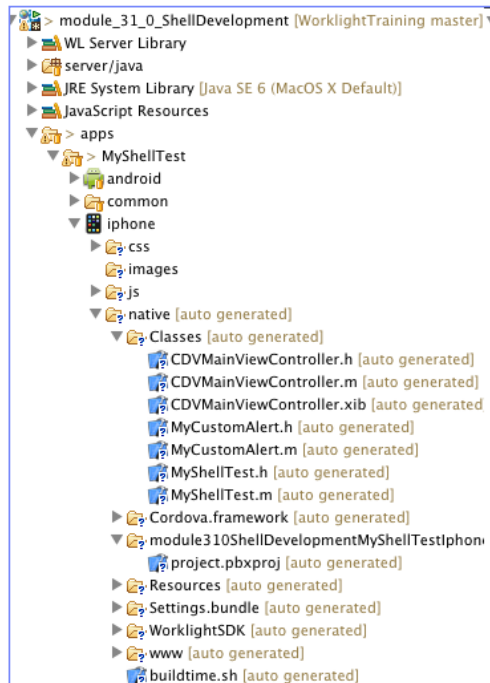 > module_31_0_ShellDevelopment [WorklightTraining master]
WL Server Library
server/java
JRE System Library [Java SE 6 (MacOS X Default)]
JavaScript Resources
> apps
> MyShellTest
android
common
iphone
css
images
js
native [auto generated]
Classes [auto generated]
CDVMainViewController.h [auto generated]
CDVMainViewController.m [auto generated]
CDVMainViewController.xib [auto generated
MyCustomAlert.h [auto generated]
MyCustomAlert.m [auto generated]
MyShellTest.h [auto generated]
MyShellTest.m [auto generated]
Cordova.framework [auto generated]
module310ShellDevelopmentMyShellTestIphone
project.pbxproj [auto generated]
Resources [auto generated]
Settings.bundle [auto generated]
WorklightSDK [auto generated]
www [auto generated]
buildtime.sh [auto generated]